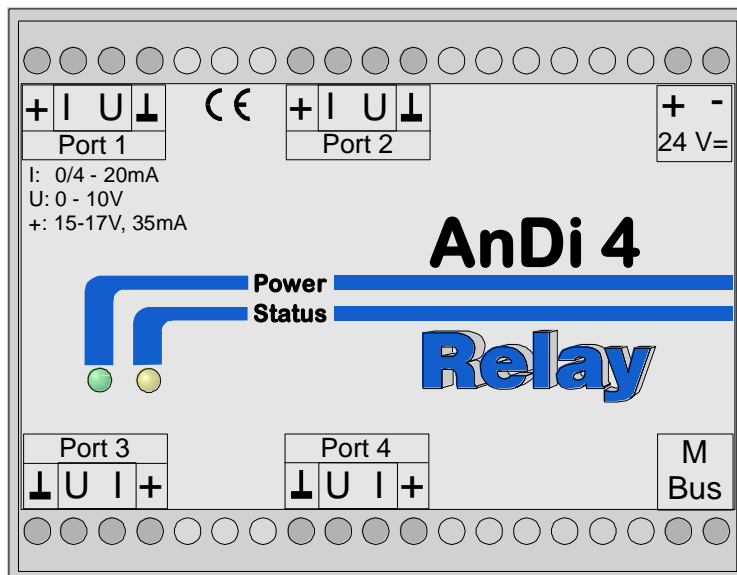 + I U ⊥
Port 1
CE
+ I U ⊥
Port 2
+ -
24 V=
I: 0/4 - 20mA
U: 0 - 10V
+: 15-17V, 35mA
AnDi 4
Power
Status
Relay
Port 3
⊥ U I +
Port 4
⊥ U I +
M
Bus